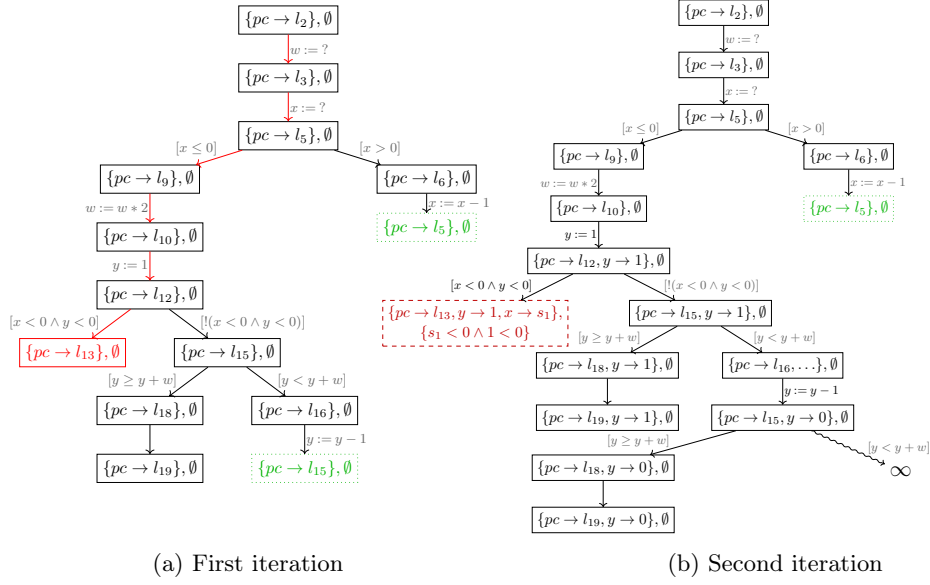 {pc → l₂}, ∅
w := ?
{pc → l₃}, ∅
x := ?
{pc → l₅}, ∅
[x ≤ 0]
[x > 0]
{pc → l₉}, ∅
{pc → l₆}, ∅
w := w * 2
x := x − 1
{pc → l₁₀}, ∅
{pc → l₅}, ∅
y := 1
{pc → l₁₂}, ∅
[x < 0 ∧ y < 0]
[!(x < 0 ∧ y < 0)]
{pc → l₁₃}, ∅
{pc → l₁₅}, ∅
[y ≥ y + w]
[y < y + w]
{pc → l₁₈}, ∅
{pc → l₁₆}, ∅
y := y − 1
{pc → l₁₉}, ∅
{pc → l₁₅}, ∅
(a) First iteration
{pc → l₂}, ∅
w := ?
{pc → l₃}, ∅
x := ?
{pc → l₅}, ∅
[x ≤ 0]
[x > 0]
{pc → l₉}, ∅
{pc → l₆}, ∅
w := w * 2
x := x − 1
{pc → l₁₀}, ∅
{pc → l₅}, ∅
y := 1
{pc → l₁₂, y → 1}, ∅
[x < 0 ∧ y < 0]
[!(x < 0 ∧ y < 0)]
{pc → l₁₃, y → 1, x → s₁},
{s₁ < 0 ∧ 1 < 0}
{pc → l₁₅, y → 1}, ∅
[y ≥ y + w]
[y < y + w]
{pc → l₁₈, y → 1}, ∅
{pc → l₁₆, …}, ∅
y := y − 1
{pc → l₁₉, y → 1}, ∅
{pc → l₁₅, y → 0}, ∅
[y ≥ y + w]
[y < y + w]
{pc → l₁₈, y → 0}, ∅
∞
{pc → l₁₉, y → 0}, ∅
(b) Second iteration